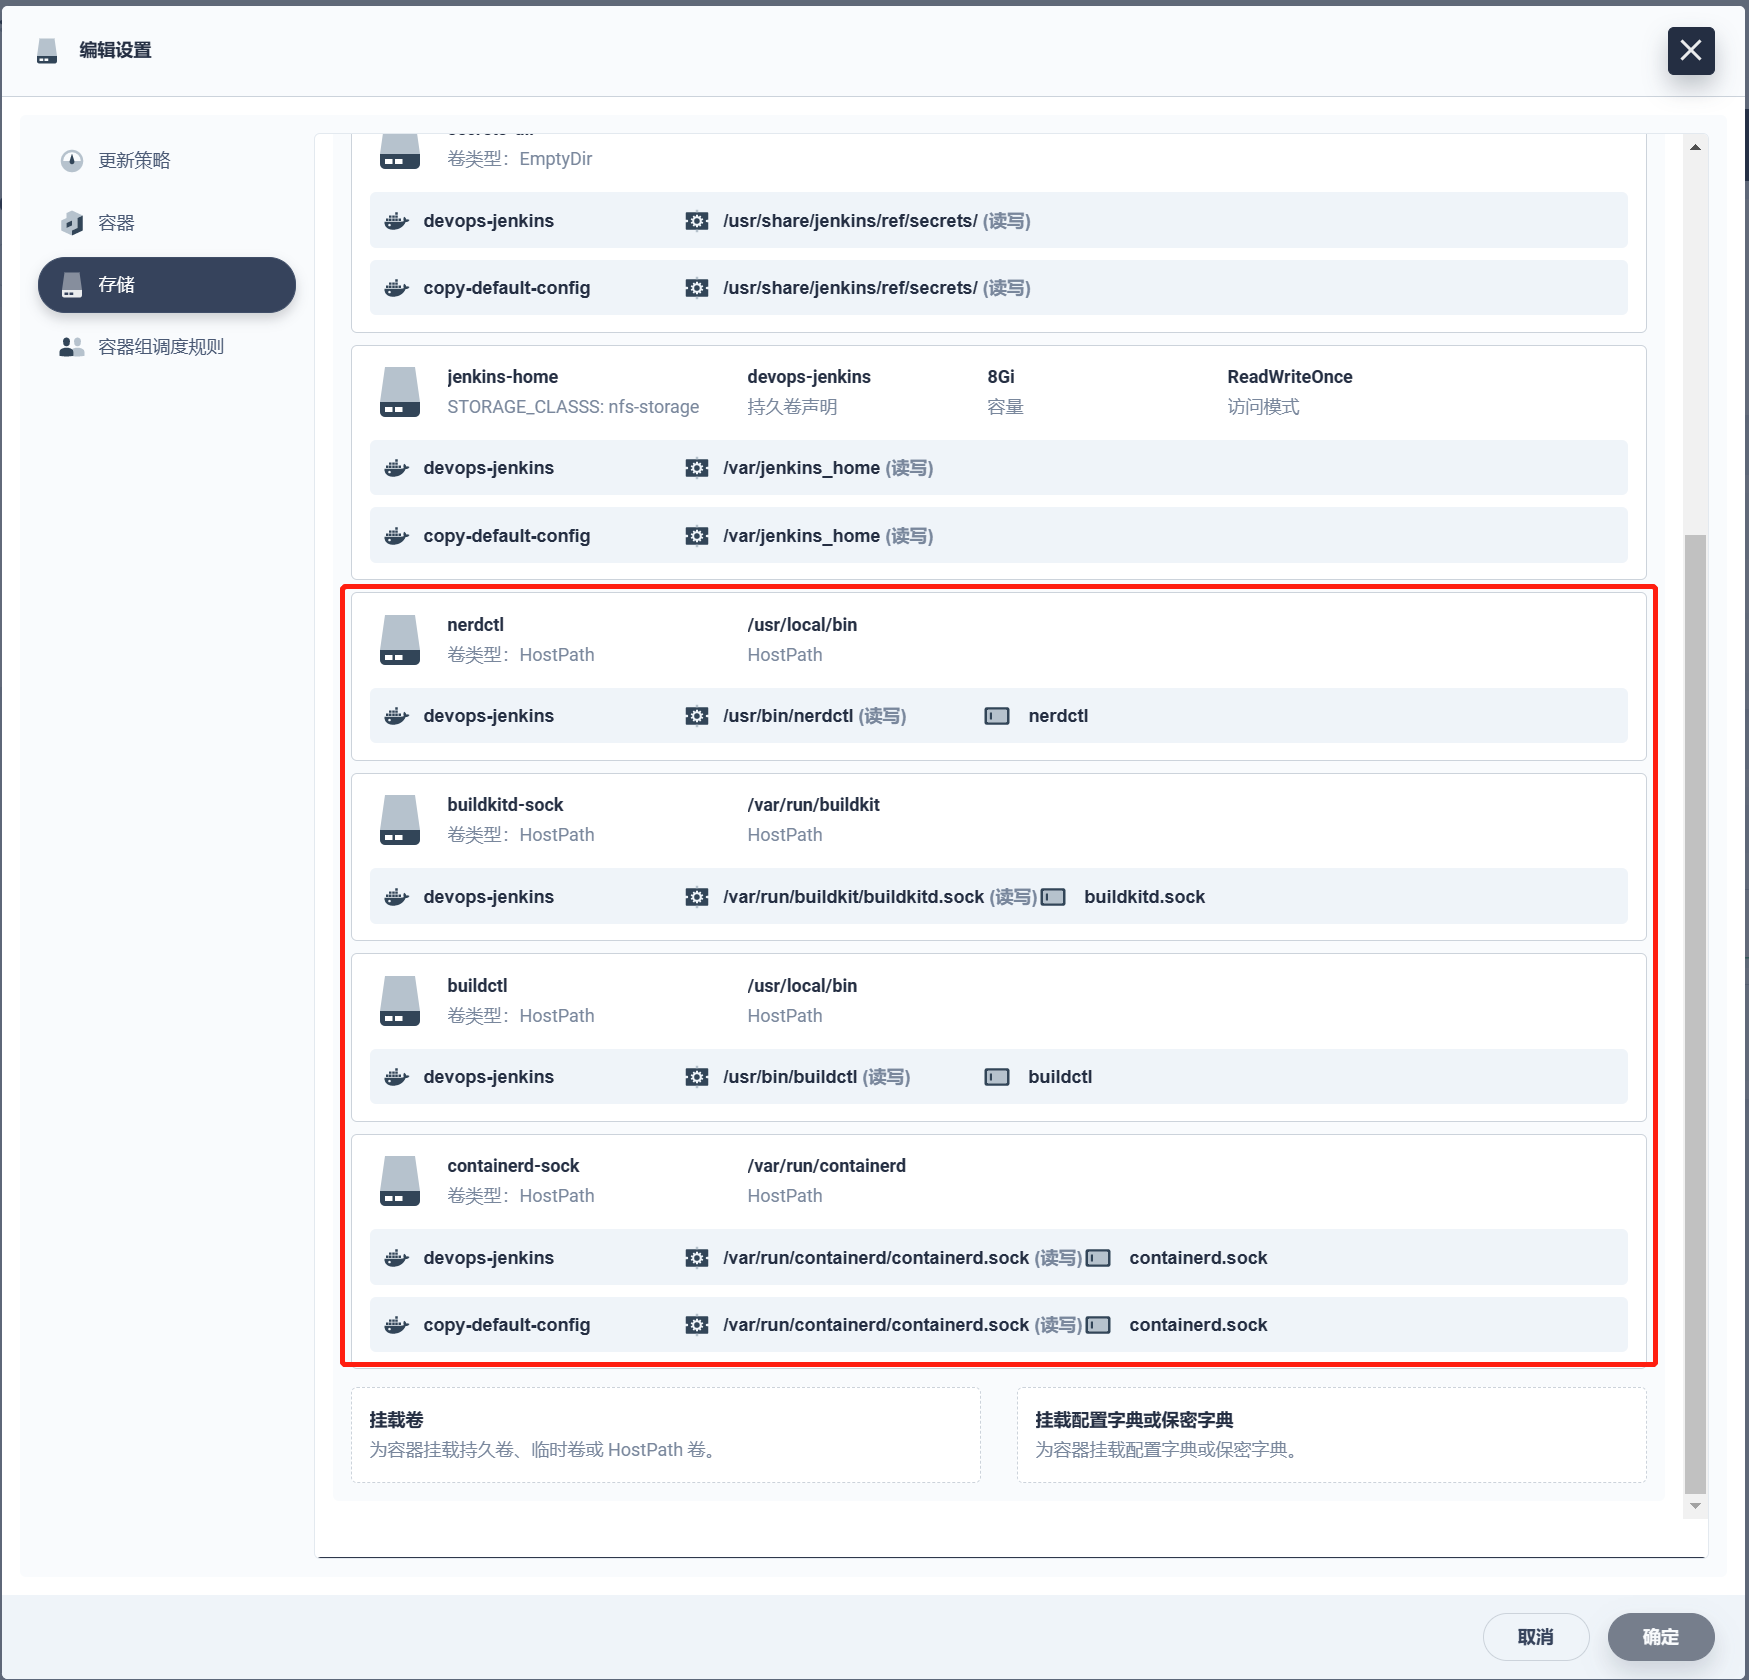 编辑设置
更新策略
容器
存储
容器组调度规则
卷类型：EmptyDir
devops-jenkins /usr/share/jenkins/ref/secrets/ (读写)
copy-default-config /usr/share/jenkins/ref/secrets/ (读写)
jenkins-home devops-jenkins 8Gi ReadWriteOnce
STORAGE_CLASSS: nfs-storage 持久卷声明 容量 访问模式
devops-jenkins /var/jenkins_home (读写)
copy-default-config /var/jenkins_home (读写)
nerdctl /usr/local/bin
卷类型：HostPath HostPath
devops-jenkins /usr/bin/nerdctl (读写) nerdctl
buildkitd-sock /var/run/buildkit
卷类型：HostPath HostPath
devops-jenkins /var/run/buildkit/buildkitd.sock (读写) buildkitd.sock
buildctl /usr/local/bin
卷类型：HostPath HostPath
devops-jenkins /usr/bin/buildctl (读写) buildctl
containerd-sock /var/run/containerd
卷类型：HostPath HostPath
devops-jenkins /var/run/containerd/containerd.sock (读写) containerd.sock
copy-default-config /var/run/containerd/containerd.sock (读写) containerd.sock
挂载卷
为容器挂载持久卷、临时卷或 HostPath 卷。
挂载配置字典或保密字典
为容器挂载配置字典或保密字典。
取消 确定